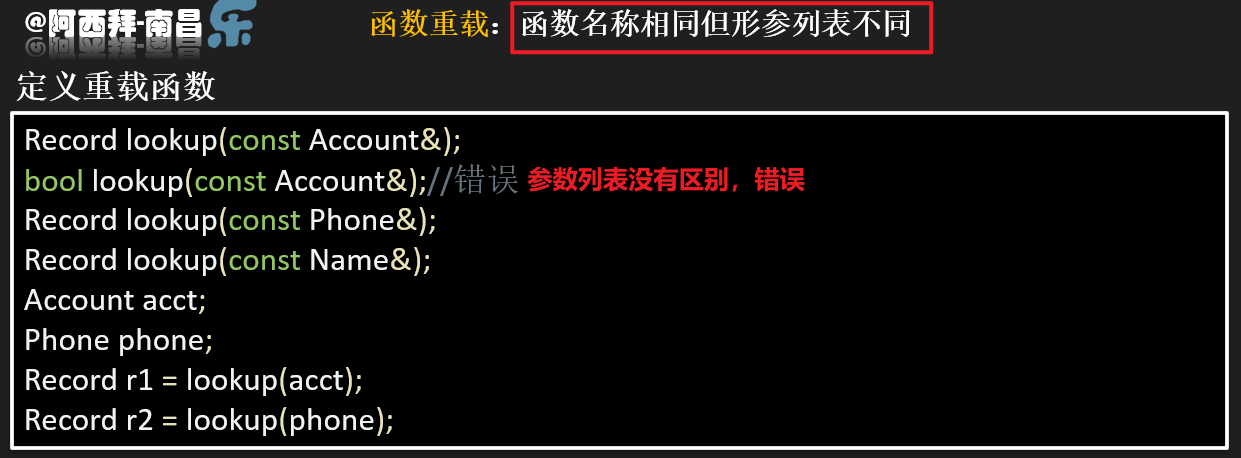 @阿西拜-南昌
函数重载：函数名称相同但形参列表不同
定义重载函数
Record lookup(const Account&);
bool lookup(const Account&);//错误 参数列表没有区别，错误
Record lookup(const Phone&);
Record lookup(const Name&);
Account acct;
Phone phone;
Record r1 = lookup(acct);
Record r2 = lookup(phone);